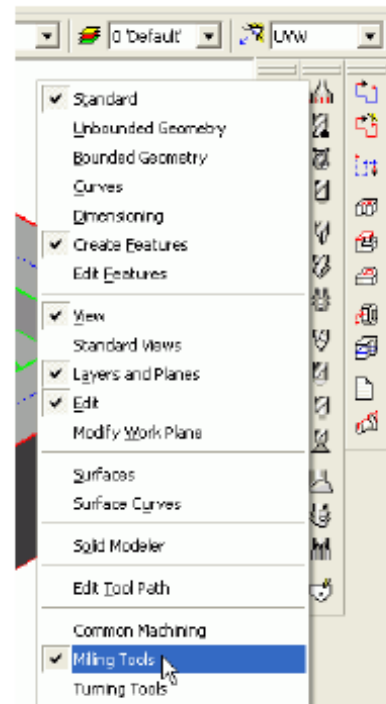 0 'Default'
UVW
Standard
Unbounded Geometry
Bounded Geometry
Curves
Dimensioning
Create Features
Edit Features
View
Standard Views
Layers and Planes
Edit
Modify Work Plane
Surfaces
Surface Curves
Solid Modeler
Edit Tool Path
Common Machining
Milling Tools
Turning Tools